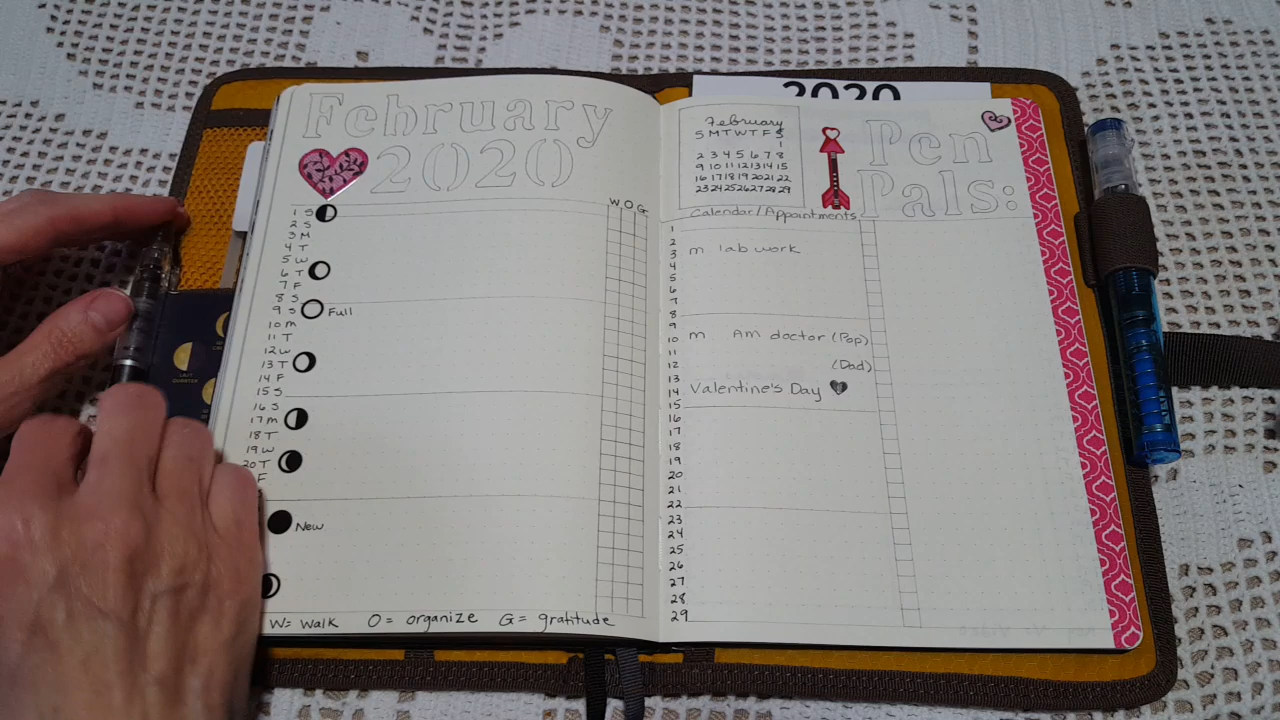 February
2020
W O G
1 S
2 S
3 M
4 T
5 W
6 T
7 F
8 S
9 S Full
10 m
11 T
12 W
13 T
14 F
15 S
16 S
17 m
18 T
19 W
20 T
F
New
W= walk O= organize G= gratitude
2020
February
S M T W T F S
1
2 3 4 5 6 7 8
9 10 11 12 13 14 15
16 17 18 19 20 21 22
23 24 25 26 27 28 29
Pen
Pals:
Calendar/Appointments
1
2
3 m lab work
4
5
6
7
8
9
10 m Am doctor (Pop)
11
12 (Dad)
13
14 Valentine's Day
15
16
17
18
19
20
21
22
23
24
25
26
27
28
29
LAST
QUARTER